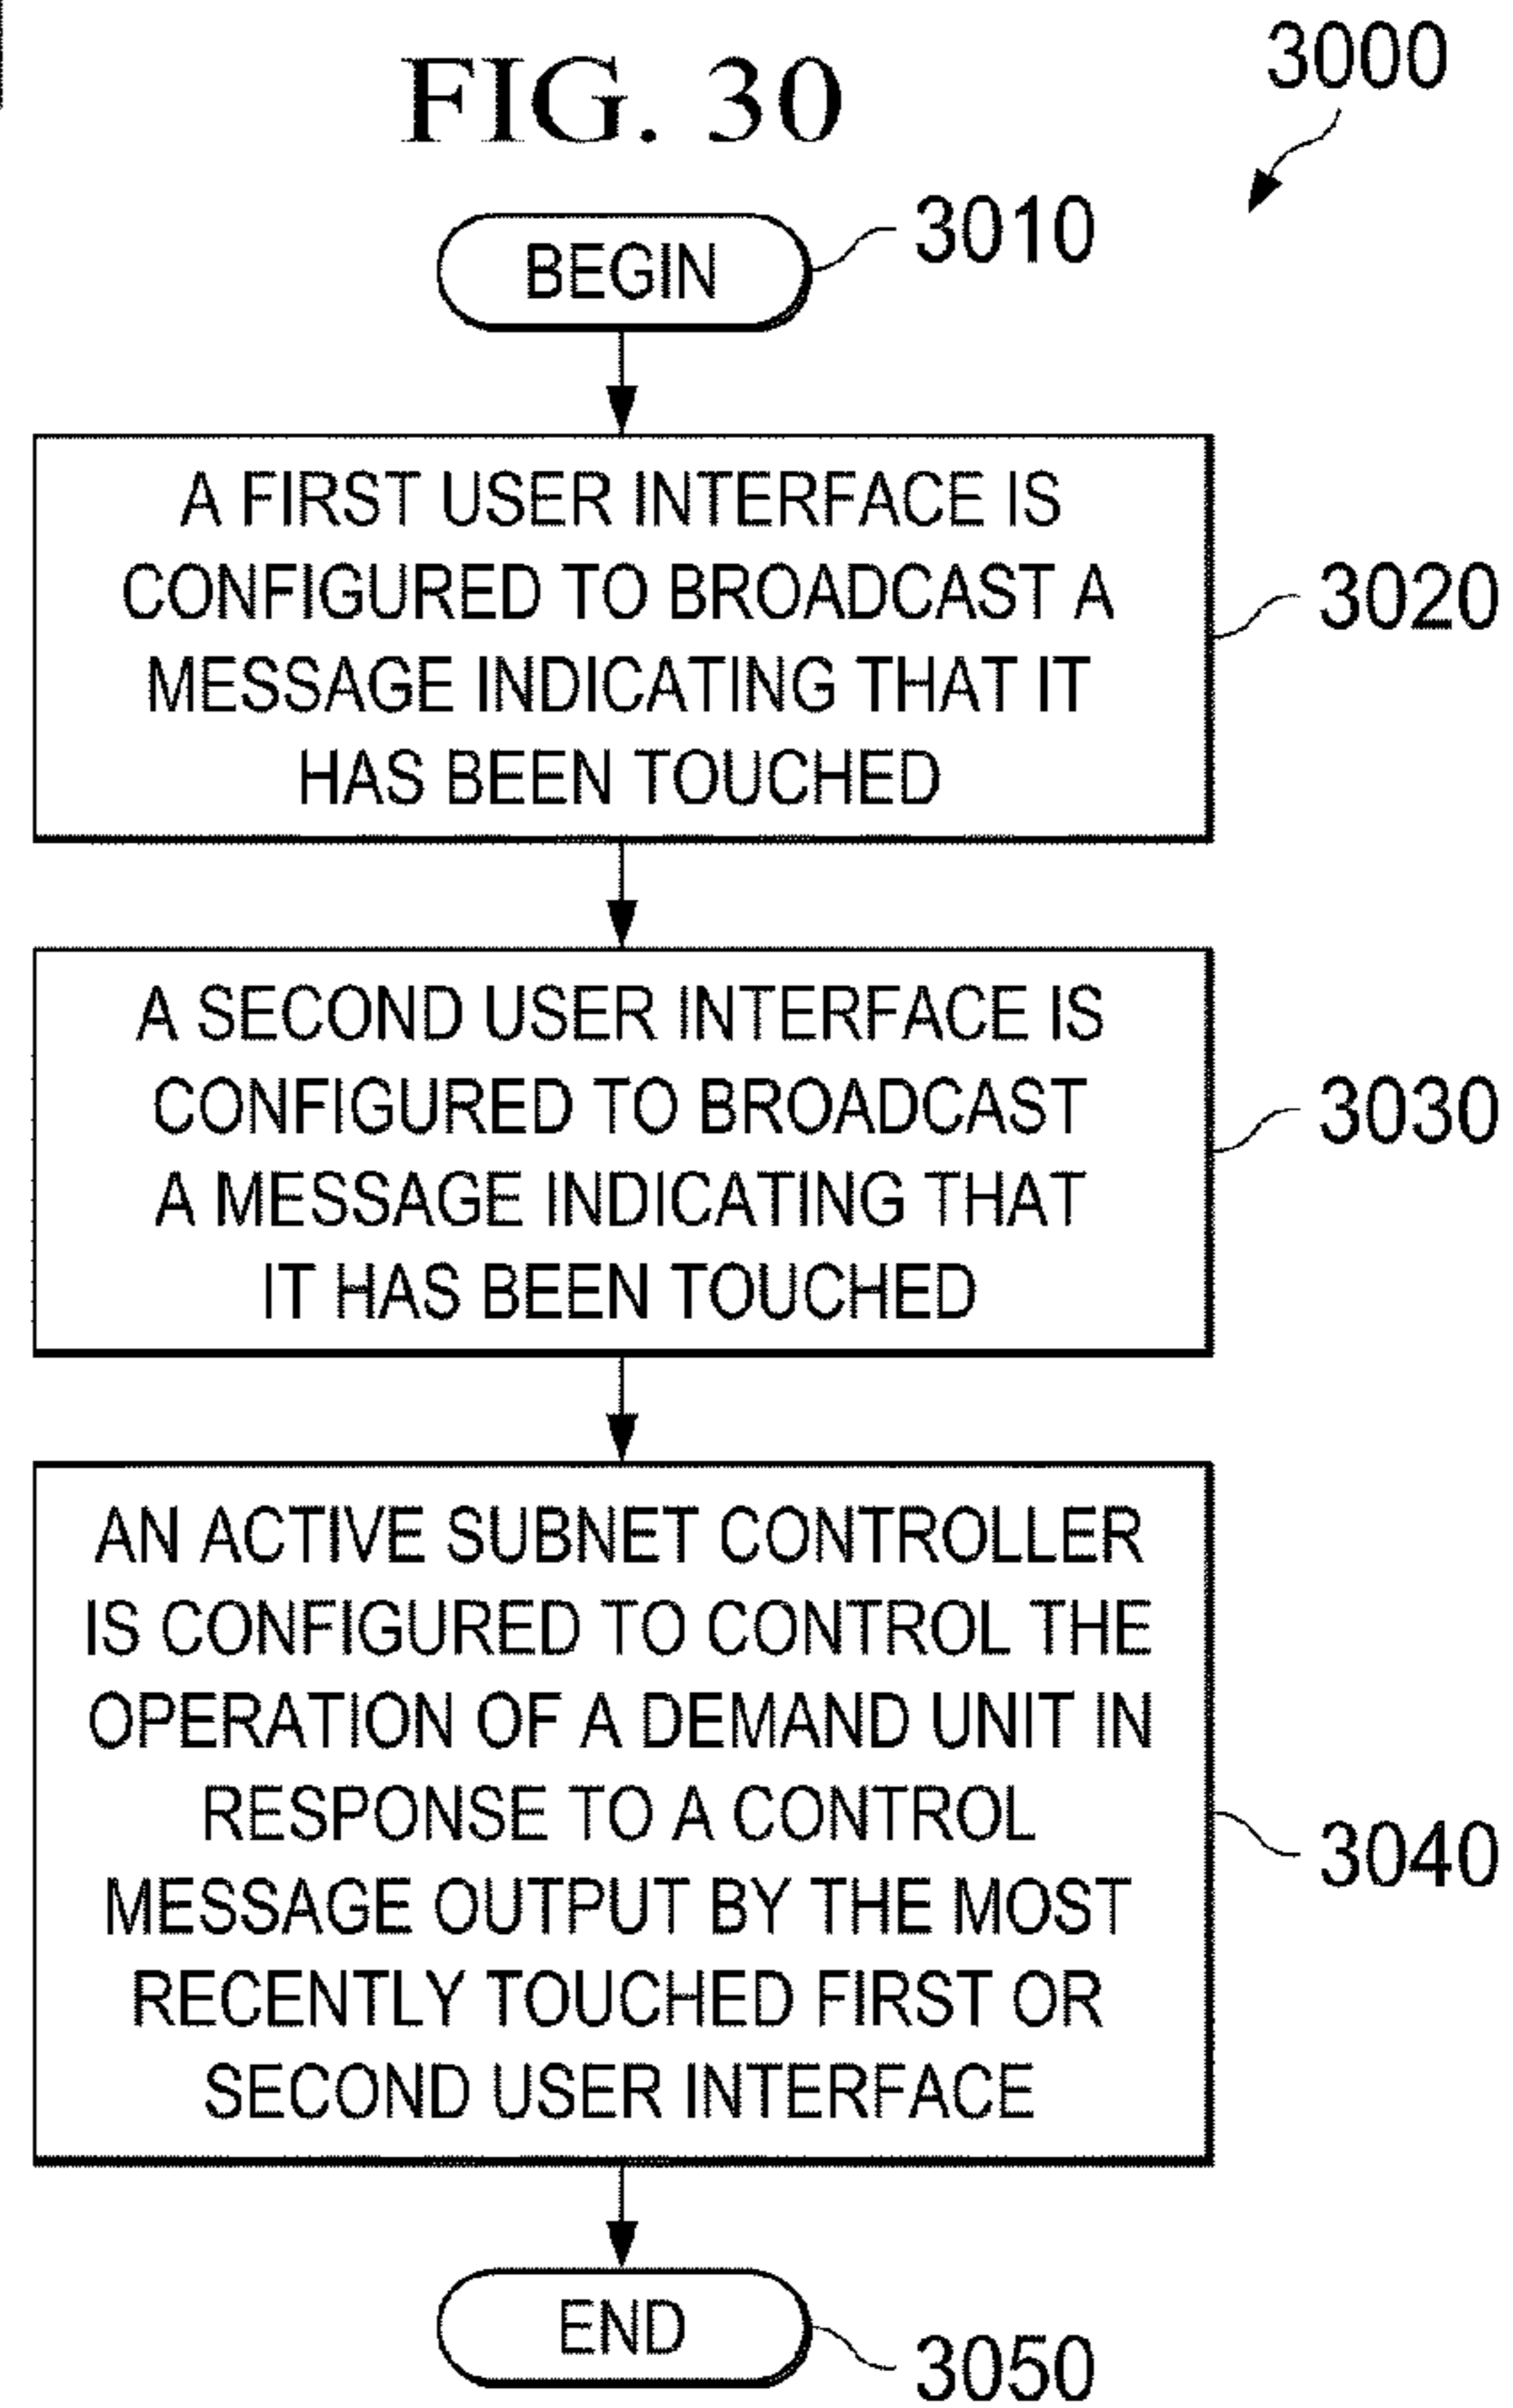 FIG. 30
3000
BEGIN
3010
A FIRST USER INTERFACE IS
CONFIGURED TO BROADCAST A
MESSAGE INDICATING THAT IT
HAS BEEN TOUCHED
3020
A SECOND USER INTERFACE IS
CONFIGURED TO BROADCAST
A MESSAGE INDICATING THAT
IT HAS BEEN TOUCHED
3030
AN ACTIVE SUBNET CONTROLLER
IS CONFIGURED TO CONTROL THE
OPERATION OF A DEMAND UNIT IN
RESPONSE TO A CONTROL
MESSAGE OUTPUT BY THE MOST
RECENTLY TOUCHED FIRST OR
SECOND USER INTERFACE
3040
END
3050